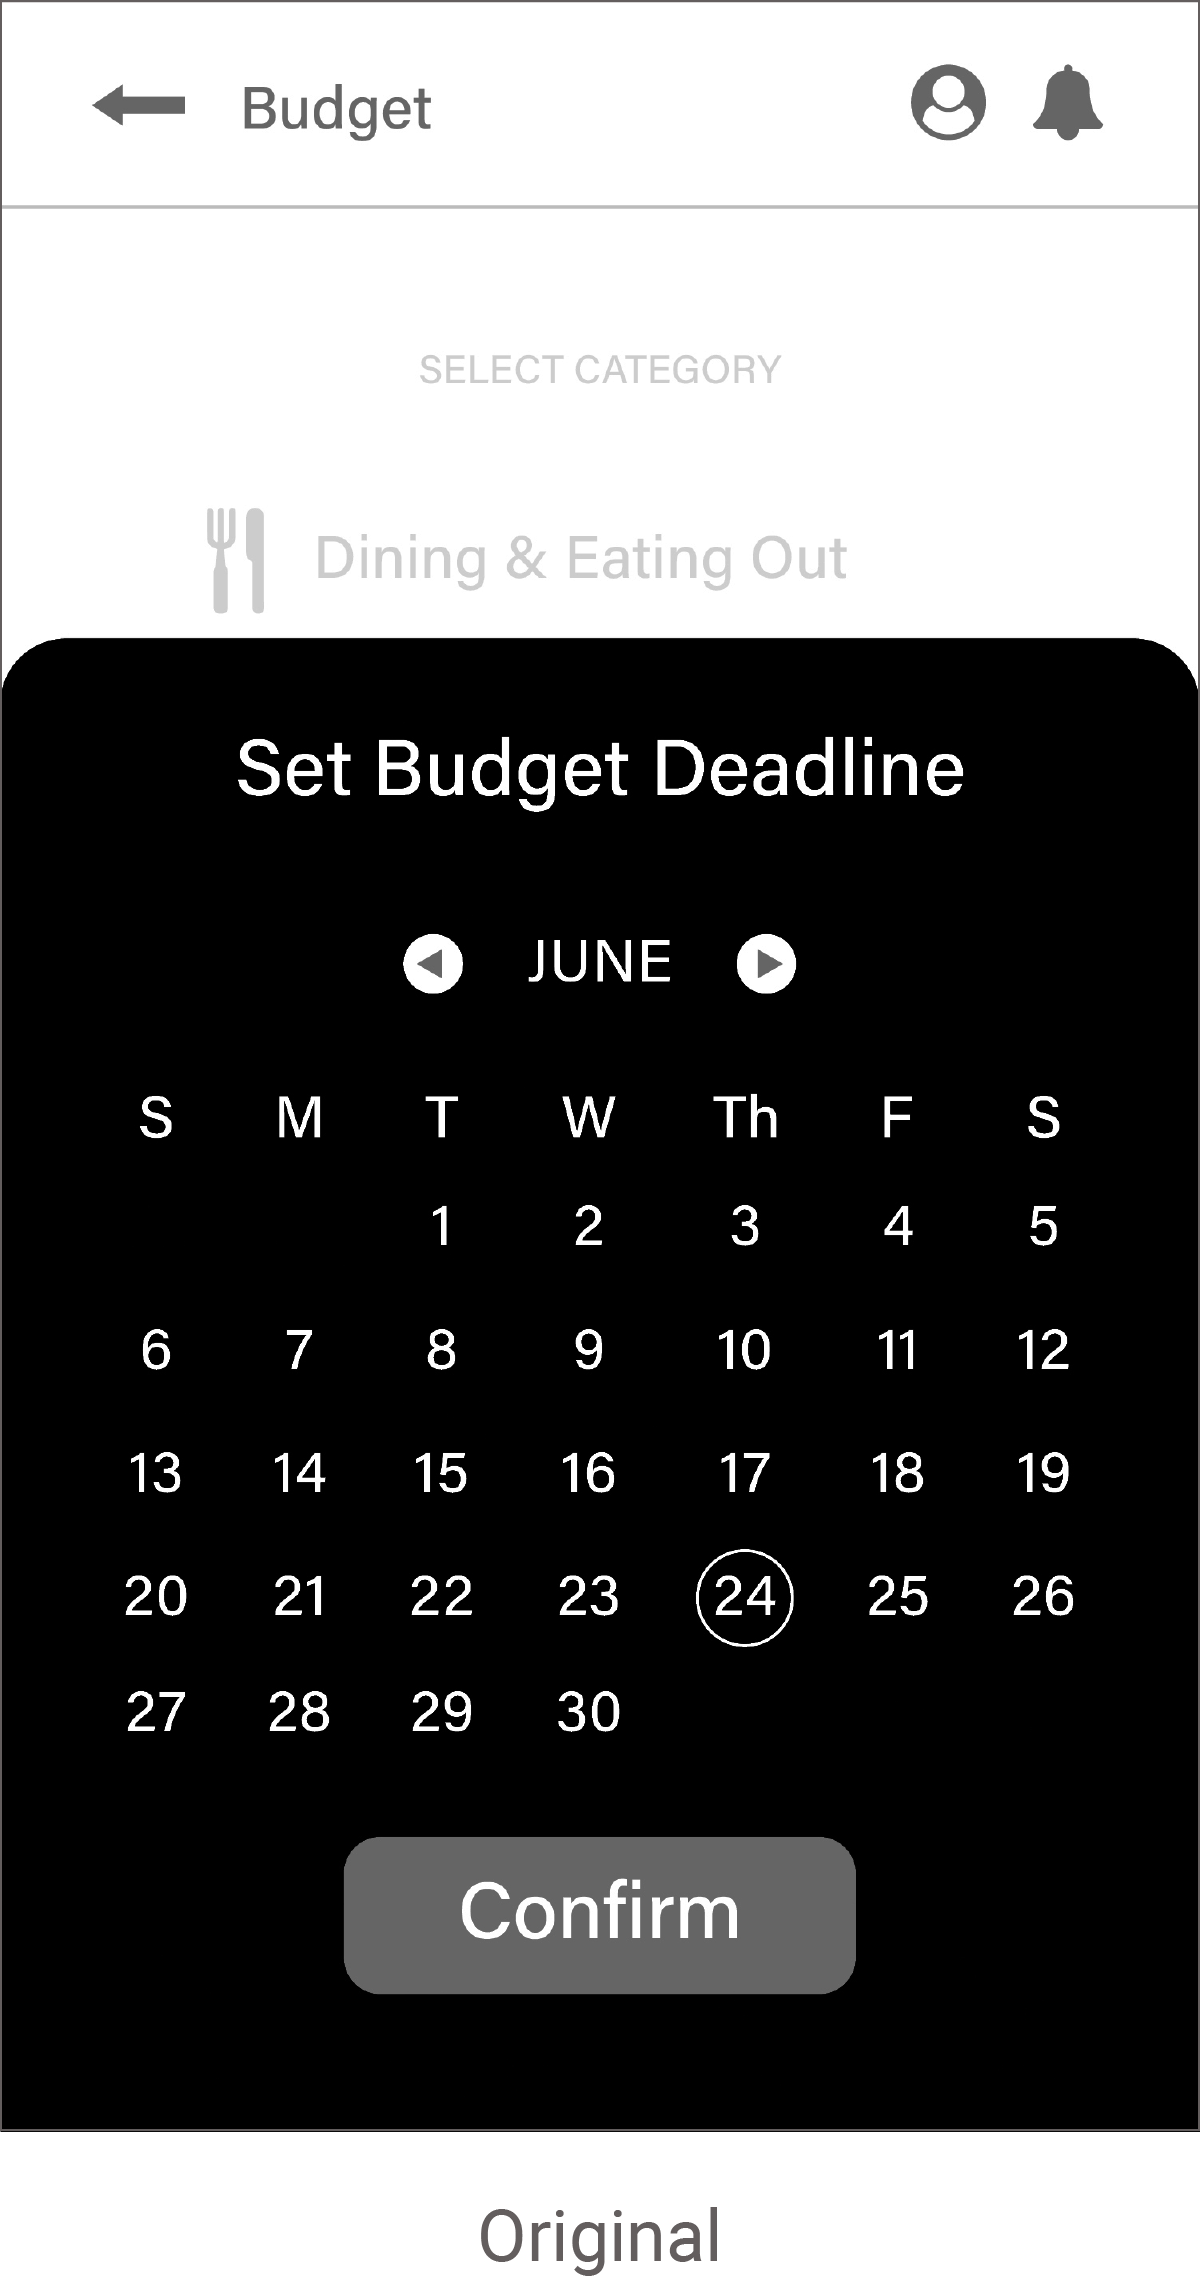 Budget
SELECT CATEGORY
Dining & Eating Out
Set Budget Deadline
JUNE
S M T W Th F S
1 2 3 4 5
6 7 8 9 10 11 12
13 14 15 16 17 18 19
20 21 22 23 24 25 26
27 28 29 30
Confirm
Original